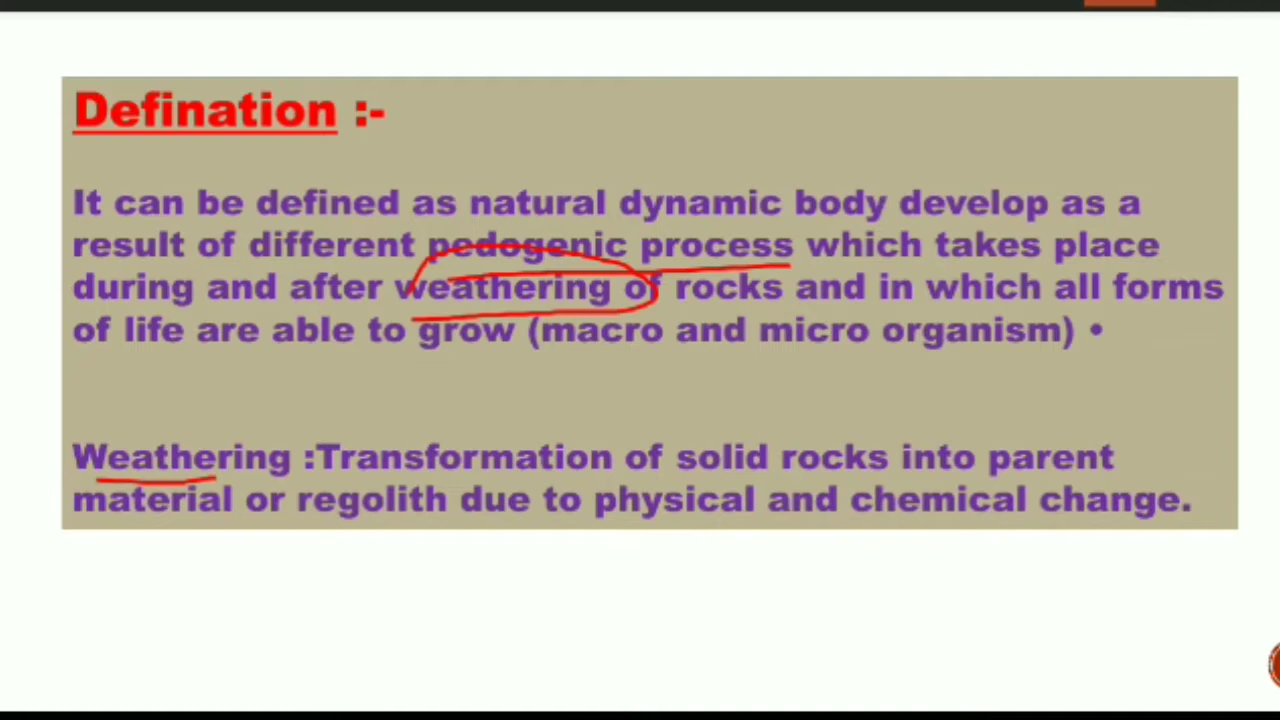 Defination :-
It can be defined as natural dynamic body develop as a
result of different pedogenic process which takes place
during and after weathering of rocks and in which all forms
of life are able to grow (macro and micro organism) •
Weathering :Transformation of solid rocks into parent
material or regolith due to physical and chemical change.